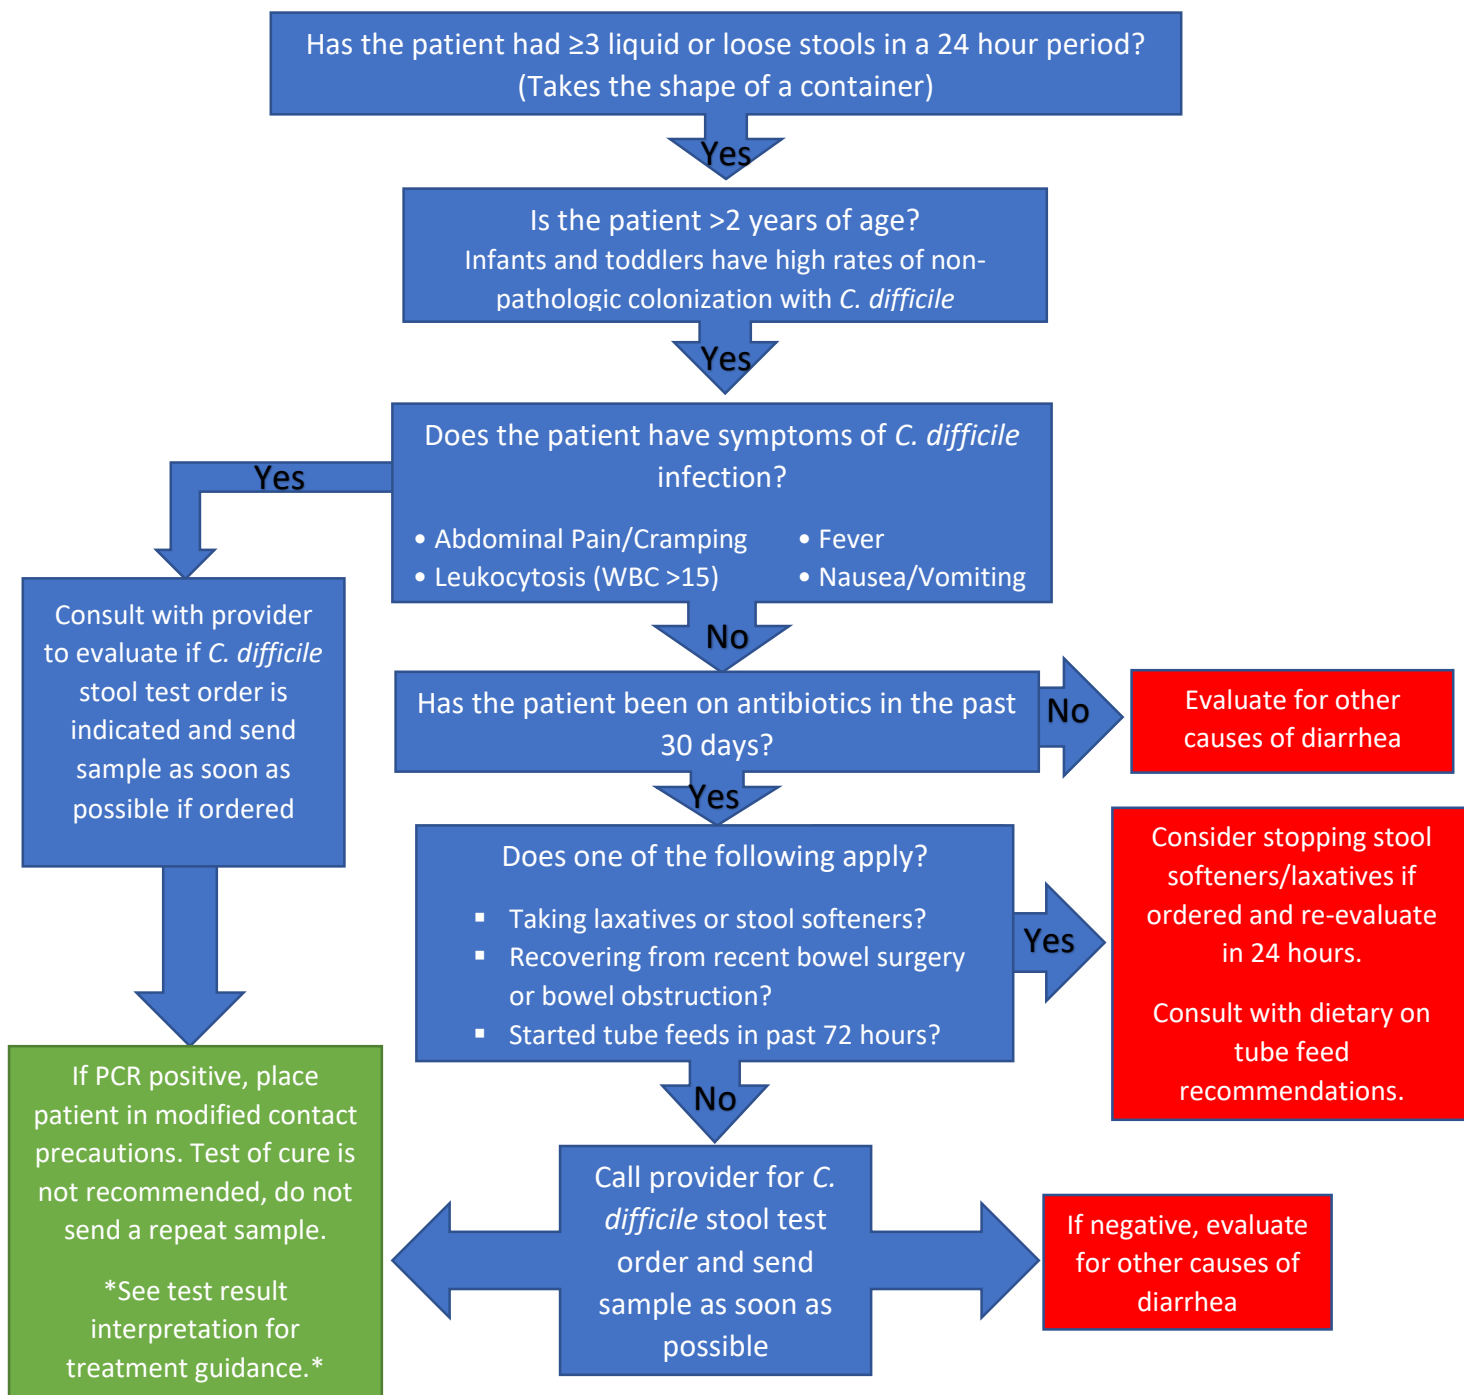 Has the patient had ≥3 liquid or loose stools in a 24 hour period?
(Takes the shape of a container)
Yes
Is the patient >2 years of age?
Infants and toddlers have high rates of non-
pathologic colonization with C. difficile
Yes
Does the patient have symptoms of C. difficile
infection?
• Abdominal Pain/Cramping
• Leukocytosis (WBC >15)
• Fever
• Nausea/Vomiting
Yes
Consult with provider
to evaluate if C. difficile
stool test order is
indicated and send
sample as soon as
possible if ordered
No
Has the patient been on antibiotics in the past
30 days?
No
Evaluate for other
causes of diarrhea
Yes
Does one of the following apply?
▪ Taking laxatives or stool softeners?
▪ Recovering from recent bowel surgery
or bowel obstruction?
▪ Started tube feeds in past 72 hours?
Yes
Consider stopping stool
softeners/laxatives if
ordered and re-evaluate
in 24 hours.
Consult with dietary on
tube feed
recommendations.
No
Call provider for C.
difficile stool test
order and send
sample as soon as
possible
If PCR positive, place
patient in modified contact
precautions. Test of cure is
not recommended, do not
send a repeat sample.
*See test result
interpretation for
treatment guidance.*
If negative, evaluate
for other causes of
diarrhea